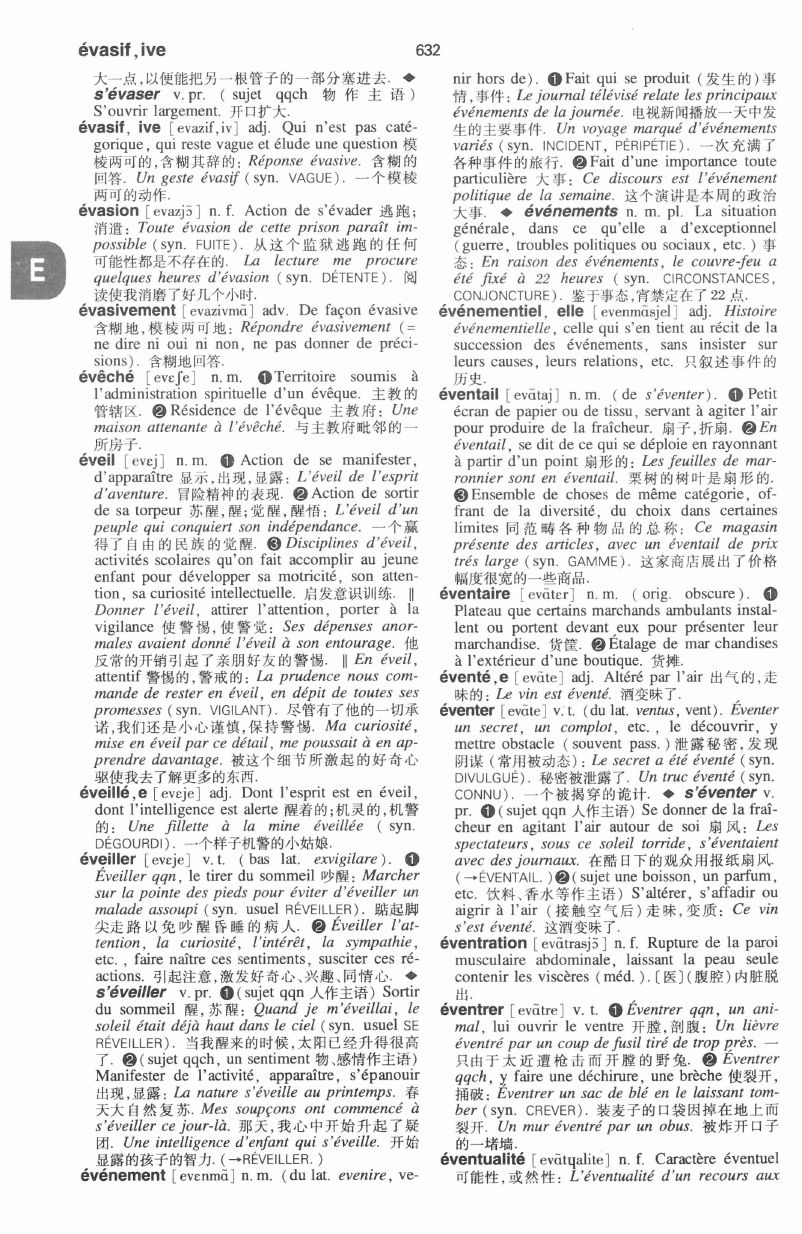 évasif,ive
632
大一点,以便能把另一根管子的一部分塞进去. ◆
s'évaser v. pr. ( sujet qqch 物 作 主 语 )
S'ouvrir largement. 开口扩大.
évasif, ive [evazif,iv] adj. Qui n'est pas caté-
gorique, qui reste vague et élude une question 模
棱两可的,含糊其辞的: Réponse évasive. 含糊的
回答. Un geste évasif (syn. VAGUE). 一个模棱
两可的动作.
évasion [evazjɔ̃] n. f. Action de s'évader 逃跑;
消遣: Toute évasion de cette prison paraît im-
possible (syn. FUITE). 从这个监狱逃跑的任何
可能性都是不存在的. La lecture me procure
quelques heures d'évasion (syn. DÉTENTE). 阅
读使我消磨了好几个小时.
évasivement [evazivmɑ̃] adv. De façon évasive
含糊地,模棱两可地: Répondre évasivement (=
ne dire ni oui ni non, ne pas donner de préci-
sions). 含糊地回答.
évêché [evɛʃe] n. m. ❶Territoire soumis à
l'administration spirituelle d'un évêque. 主教的
管辖区. ❷Résidence de l'évêque 主教府: Une
maison attenante à l'évêché. 与主教府毗邻的一
所房子.
éveil [evɛj] n. m. ❶ Action de se manifester,
d'apparaître 显示,出现,显露: L'éveil de l'esprit
d'aventure. 冒险精神的表现. ❷Action de sortir
de sa torpeur 苏醒,醒;觉醒,醒悟: L'éveil d'un
peuple qui conquiert son indépendance. 一个赢
得了自由的民族的觉醒. ❸Disciplines d'éveil,
activités scolaires qu'on fait accomplir au jeune
enfant pour développer sa motricité, son atten-
tion, sa curiosité intellectuelle. 启发意识训练. ‖
Donner l'éveil, attirer l'attention, porter à la
vigilance 使警惕,使警觉: Ses dépenses anor-
males avaient donné l'éveil à son entourage. 他
反常的开销引起了亲朋好友的警惕. ‖ En éveil,
attentif 警惕的,警戒的: La prudence nous com-
mande de rester en éveil, en dépit de toutes ses
promesses (syn. VIGILANT). 尽管有了他的一切承
诺,我们还是小心谨慎,保持警惕. Ma curiosité,
mise en éveil par ce détail, me poussait à en ap-
prendre davantage. 被这个细节所激起的好奇心
驱使我去了解更多的东西.
éveillé,e [eveje] adj. Dont l'esprit est en éveil,
dont l'intelligence est alerte 醒着的;机灵的,机警
的: Une fillette à la mine éveillée ( syn.
DÉGOURDI). 一个样子机警的小姑娘.
éveiller [eveje] v. t. ( bas lat. exvigilare). ❶
Éveiller qqn, le tirer du sommeil 吵醒: Marcher
sur la pointe des pieds pour éviter d'éveiller un
malade assoupi (syn. usuel RÉVEILLER). 踮起脚
尖走路以免吵醒昏睡的病人. ❷Éveiller l'at-
tention, la curiosité, l'intérêt, la sympathie,
etc. , faire naître ces sentiments, susciter ces ré-
actions. 引起注意,激发好奇心、兴趣、同情心. ◆
s'éveiller v. pr. ❶(sujet qqn 人作主语) Sortir
du sommeil 醒,苏醒: Quand je m'éveillai, le
soleil était déjà haut dans le ciel (syn. usuel SE
RÉVEILLER). 当我醒来的时候,太阳已经升得很高
了. ❷(sujet qqch, un sentiment 物、感情作主语)
Manifester de l'activité, apparaître, s'épanouir
出现,显露: La nature s'éveille au printemps. 春
天大自然复苏. Mes soupçons ont commencé à
s'éveiller ce jour-là. 那天,我心中开始升起了疑
团. Une intelligence d'enfant qui s'éveille. 开始
显露的孩子的智力. (→RÉVEILLER. )
événement [evɛnmɑ̃] n. m. (du lat. evenire, ve-
E
nir hors de). ❶Fait qui se produit (发生的)事
情,事件: Le journal télévisé relate les principaux
événements de la journée. 电视新闻播放一天中发
生的主要事件. Un voyage marqué d'événements
variés (syn. INCIDENT, PÉRIPÉTIE). 一次充满了
各种事件的旅行. ❷Fait d'une importance toute
particulière 大事: Ce discours est l'événement
politique de la semaine. 这个演讲是本周的政治
大事. ◆ événements n. m. pl. La situation
générale, dans ce qu'elle a d'exceptionnel
(guerre, troubles politiques ou sociaux, etc. ) 事
态: En raison des événements, le couvre-feu a
été fixé à 22 heures ( syn. CIRCONSTANCES,
CONJONCTURE). 鉴于事态,宵禁定在了22点.
événementiel, elle [evenmɑ̃sjel] adj. Histoire
événementielle, celle qui s'en tient au récit de la
succession des événements, sans insister sur
leurs causes, leurs relations, etc. 只叙述事件的
历史.
éventail [evɑ̃taj] n. m. (de s'éventer). ❶ Petit
écran de papier ou de tissu, servant à agiter l'air
pour produire de la fraîcheur. 扇子,折扇. ❷En
éventail, se dit de ce qui se déploie en rayonnant
à partir d'un point 扇形的: Les feuilles de mar-
ronnier sont en éventail. 栗树的树叶是扇形的.
❸Ensemble de choses de même catégorie, of-
frant de la diversité, du choix dans certaines
limites 同范畴各种物品的总称: Ce magasin
présente des articles, avec un éventail de prix
trés large (syn. GAMME). 这家商店展出了价格
幅度很宽的一些商品.
éventaire [evɑ̃tɛr] n. m. ( orig. obscure). ❶
Plateau que certains marchands ambulants instal-
lent ou portent devant eux pour présenter leur
marchandise. 货筐. ❷Étalage de mar chandises
à l'extérieur d'une boutique. 货摊.
éventé,e [evɑ̃te] adj. Altéré par l'air 出气的,走
味的: Le vin est éventé. 酒变味了.
éventer [evɑ̃te] v. t. (du lat. ventus, vent). Éventer
un secret, un complot, etc. , le découvrir, y
mettre obstacle (souvent pass. )泄露秘密,发现
阴谋(常用被动态): Le secret a été éventé (syn.
DIVULGUÉ). 秘密被泄露了. Un truc éventé (syn.
CONNU). 一个被揭穿的诡计. ◆ s'éventer v.
pr. ❶(sujet qqn 人作主语) Se donner de la fraî-
cheur en agitant l'air autour de soi 扇风: Les
spectateurs, sous ce soleil torride, s'éventaient
avec des journaux. 在酷日下的观众用报纸扇风.
(→ÉVENTAIL. )❷(sujet une boisson, un parfum,
etc. 饮料、香水等作主语) S'altérer, s'affadir ou
aigrir à l'air (接触空气后)走味,变质: Ce vin
s'est éventé. 这酒变味了.
éventration [evɑ̃trasjɔ̃] n. f. Rupture de la paroi
musculaire abdominale, laissant la peau seule
contenir les viscères (méd. ). [医](腹腔)内脏脱
出.
éventrer [evɑ̃tre] v. t. ❶Éventrer qqn, un ani-
mal, lui ouvrir le ventre 开膛,剖腹: Un lièvre
éventré par un coup de fusil tiré de trop près. 一
只由于太近遭枪击而开膛的野兔. ❷ Éventrer
qqch, y faire une déchirure, une brèche 使裂开,
捅破: Éventrer un sac de blé en le laissant tom-
ber (syn. CREVER). 装麦子的口袋因掉在地上而
裂开. Un mur éventré par un obus. 被炸开口子
的一堵墙.
éventualité [evɑ̃tɥalite] n. f. Caractère éventuel
可能性,或然性: L'éventualité d'un recours aux